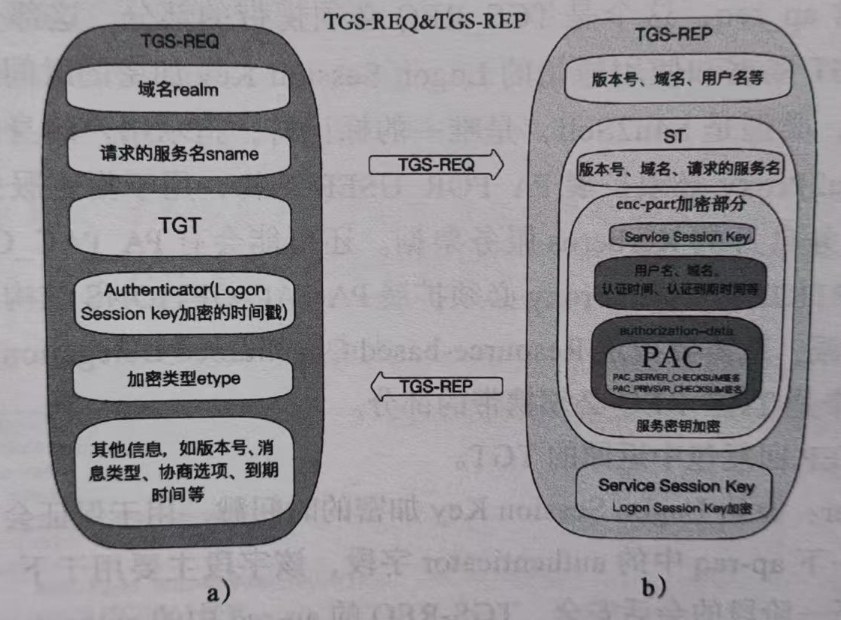 TGS-REQ&TGS-REP
TGS-REQ
域名realm
请求的服务名sname
TGT
Authenticator(Logon
Session key加密的时间戳)
加密类型etype
其他信息，如版本号、消
息类型、协商选项、到期
时间等
a）
TGS-REQ
TGS-REP
TGS-REP
版本号、域名、用户名等
ST
版本号、域名、请求的服务名
enc-part加密部分
Service Session Key
用户名、域名、
认证时间、认证到期时间等
authorization-data
PAC
PAC_SERVER_CHECKSUM签名
PAC_PRIVSVR_CHECKSUM签名
服务密钥加密
Service Session Key
Logon Session Key加密
b）